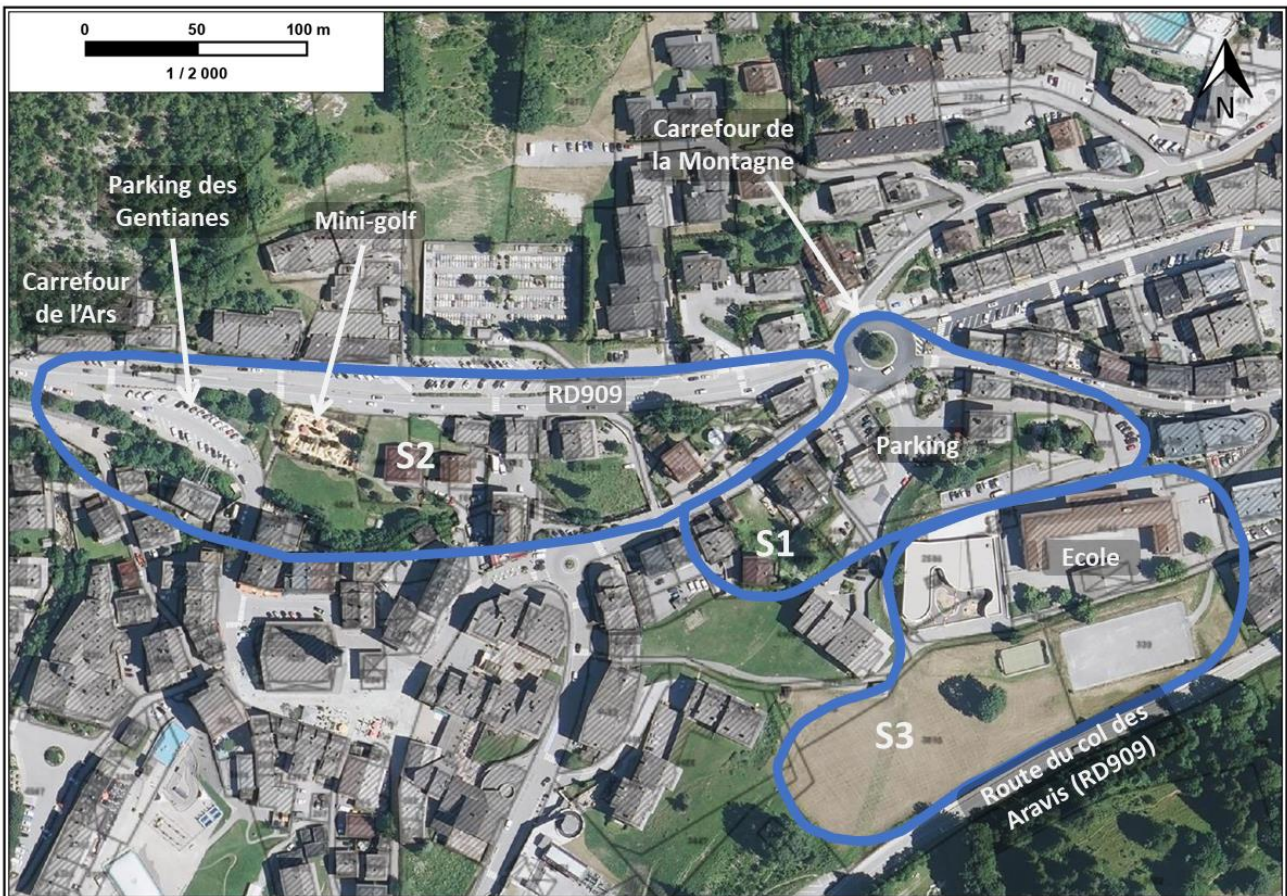 0 50 100 m
1 / 2 000
N
Carrefour de
la Montagne
Parking des
Gentianes
Mini-golf
Carrefour
de l'Ars
RD909
S2
Parking
S1
Ecole
S3
Route du col des
Aravis (RD909)